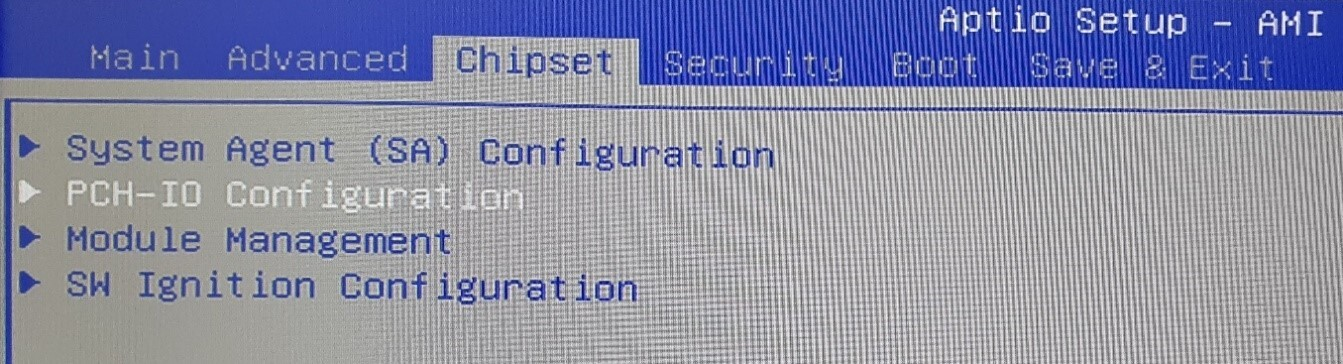 Aptio Setup – AMI
Main Advanced Chipset Security Boot Save & Exit
System Agent (SA) Configuration
PCH-IO Configuration
Module Management
SW Ignition Configuration